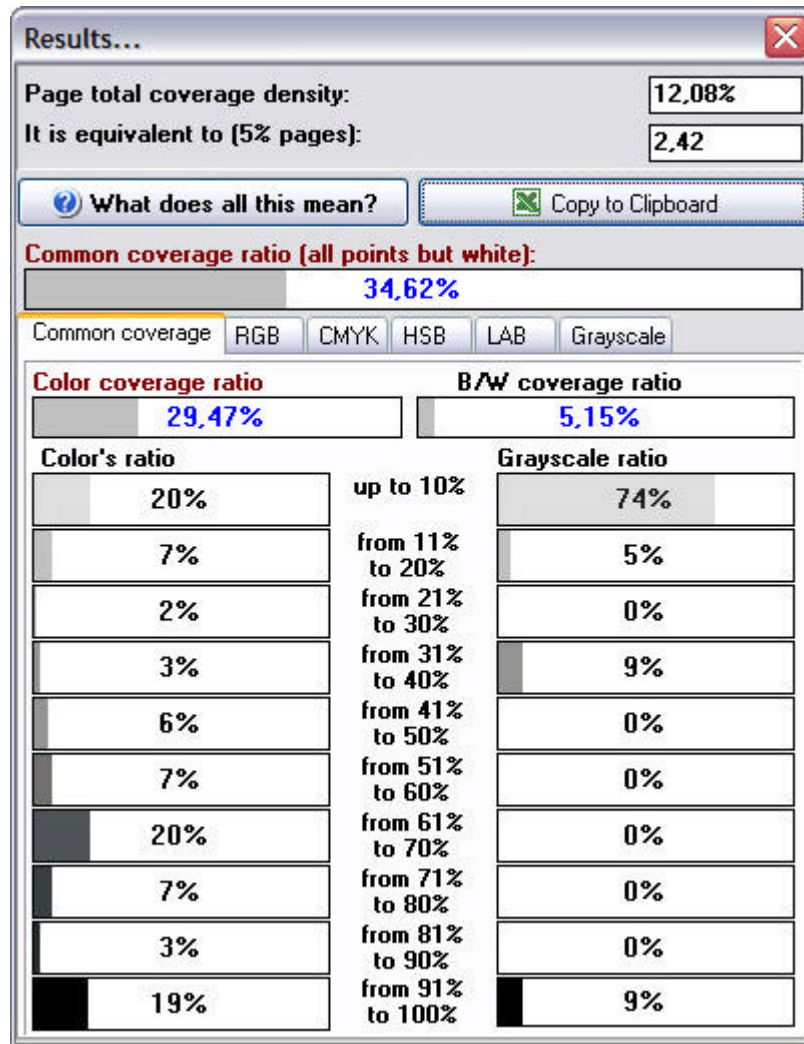 Results...
Page total coverage density: 12,08%
It is equivalent to (5% pages): 2,42
What does all this mean? Copy to Clipboard
Common coverage ratio (all points but white):
34,62%
Common coverage RGB CMYK HSB LAB Grayscale
Color coverage ratio B/W coverage ratio
29,47% 5,15%
Color's ratio Grayscale ratio
20% up to 10% 74%
7% from 11% to 20% 5%
2% from 21% to 30% 0%
3% from 31% to 40% 9%
6% from 41% to 50% 0%
7% from 51% to 60% 0%
20% from 61% to 70% 0%
7% from 71% to 80% 0%
3% from 81% to 90% 0%
19% from 91% to 100% 9%